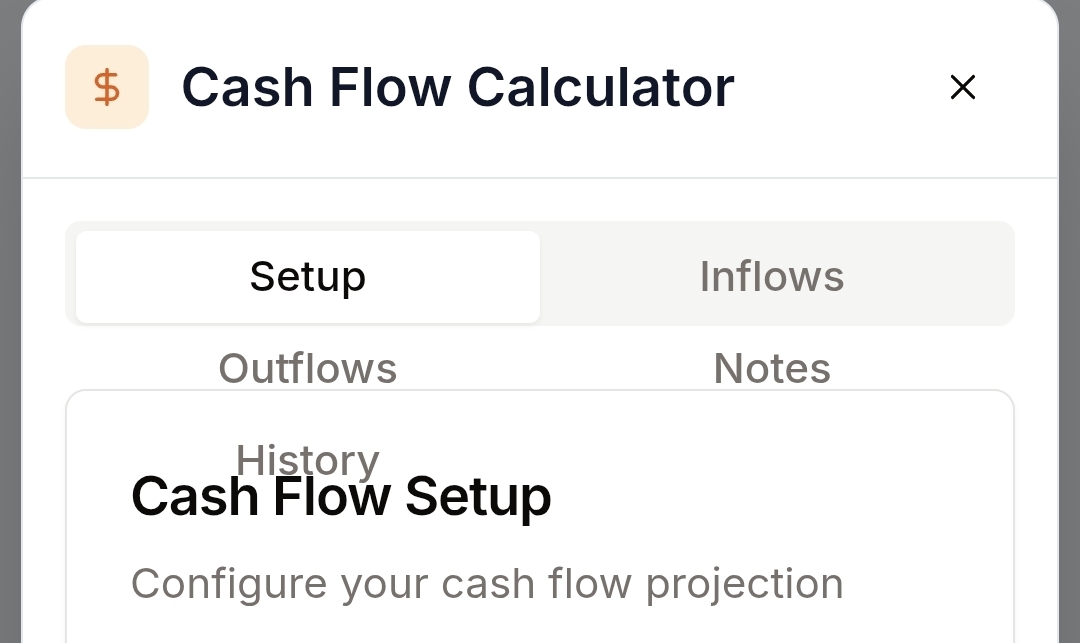 $ Cash Flow Calculator ×
Setup Inflows
Outflows Notes
History
Cash Flow Setup
Configure your cash flow projection